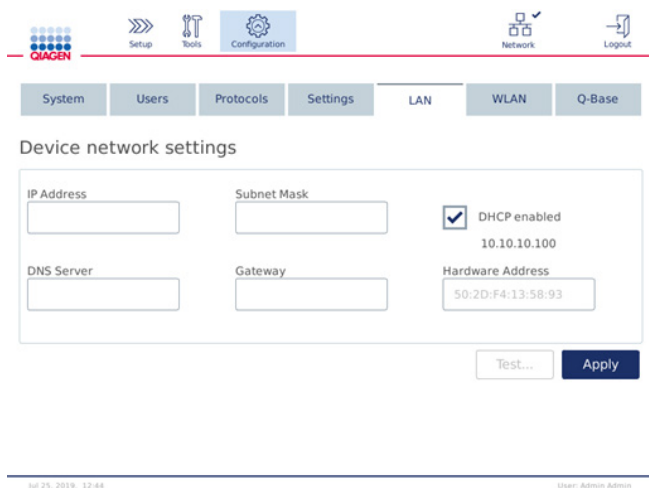 QIAGEN
Setup
Tools
Configuration
Network
Logout
System Users Protocols Settings LAN WLAN Q-Base
Device network settings
IP Address Subnet Mask
DHCP enabled
10.10.10.100
DNS Server Gateway Hardware Address
50:2D:F4:13:58:93
Test... Apply
Jul 25, 2019, 12:44 User: Admin Admin